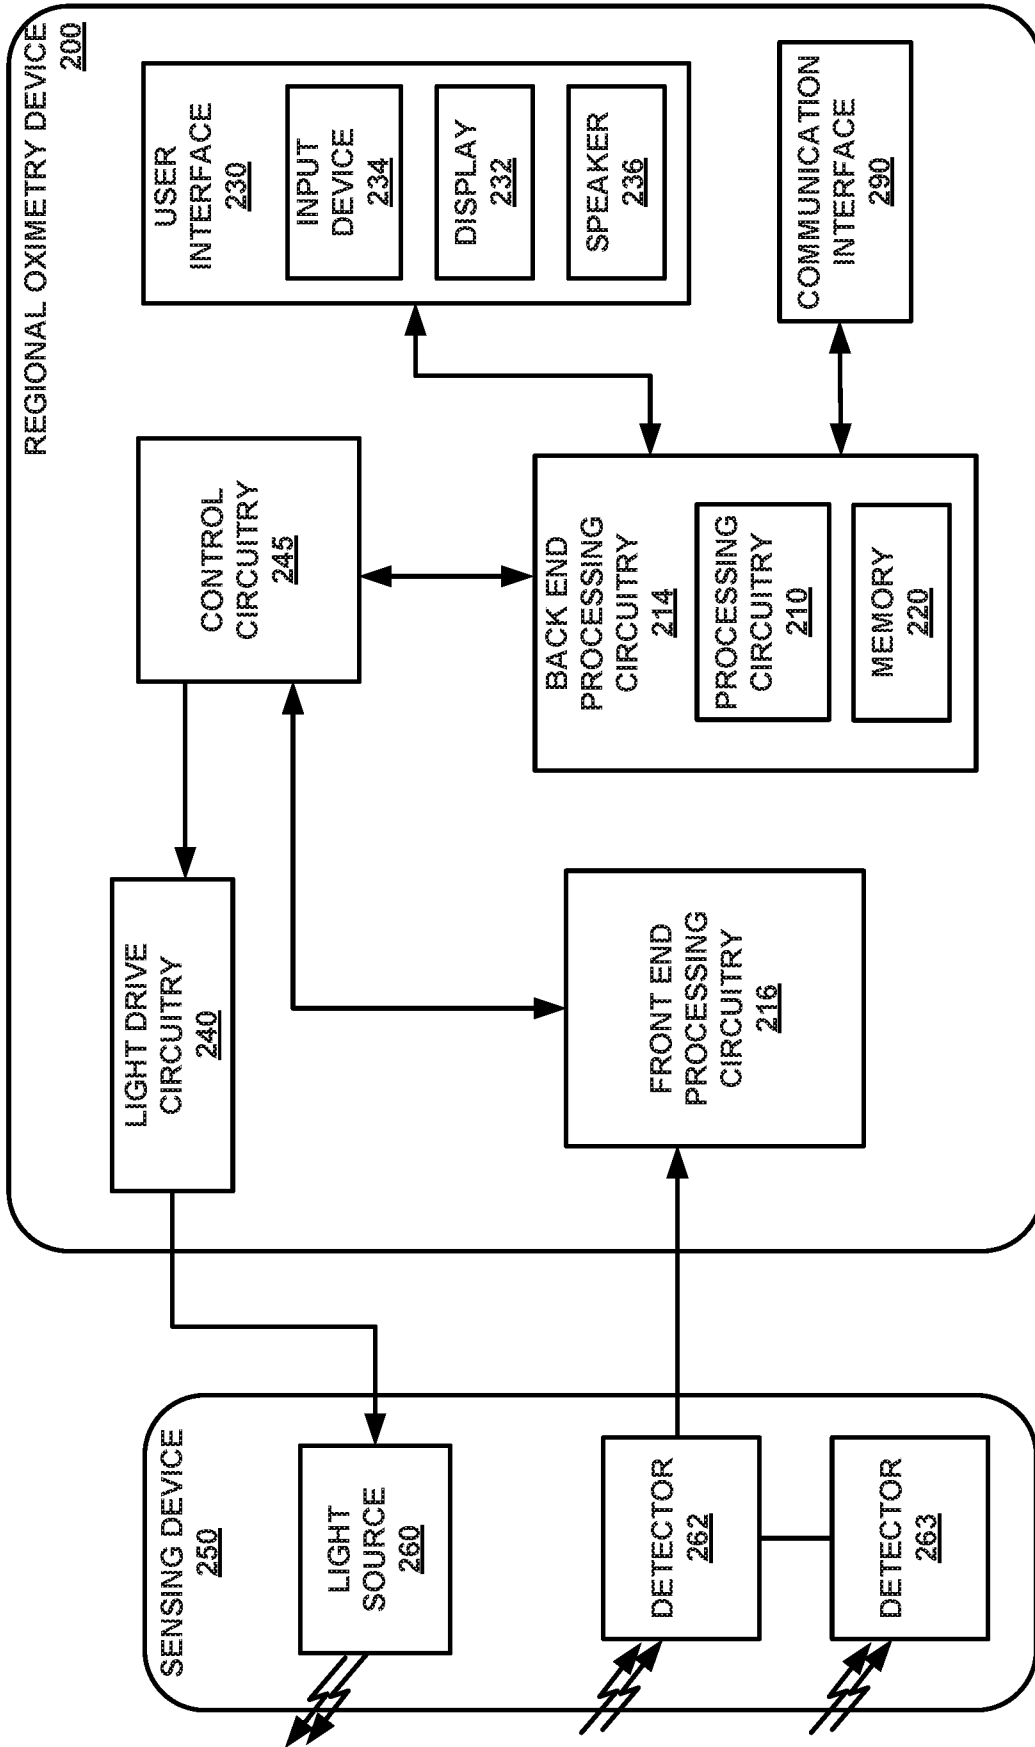 REGIONAL OXIMETRY DEVICE
200
SENSING DEVICE
250
LIGHT
SOURCE
260
DETECTOR
262
DETECTOR
263
LIGHT DRIVE
CIRCUITRY
240
FRONT END
PROCESSING
CIRCUITRY
216
CONTROL
CIRCUITRY
245
BACK END
PROCESSING
CIRCUITRY
214
PROCESSING
CIRCUITRY
210
MEMORY
220
USER
INTERFACE
230
INPUT
DEVICE
234
DISPLAY
232
SPEAKER
236
COMMUNICATION
INTERFACE
290